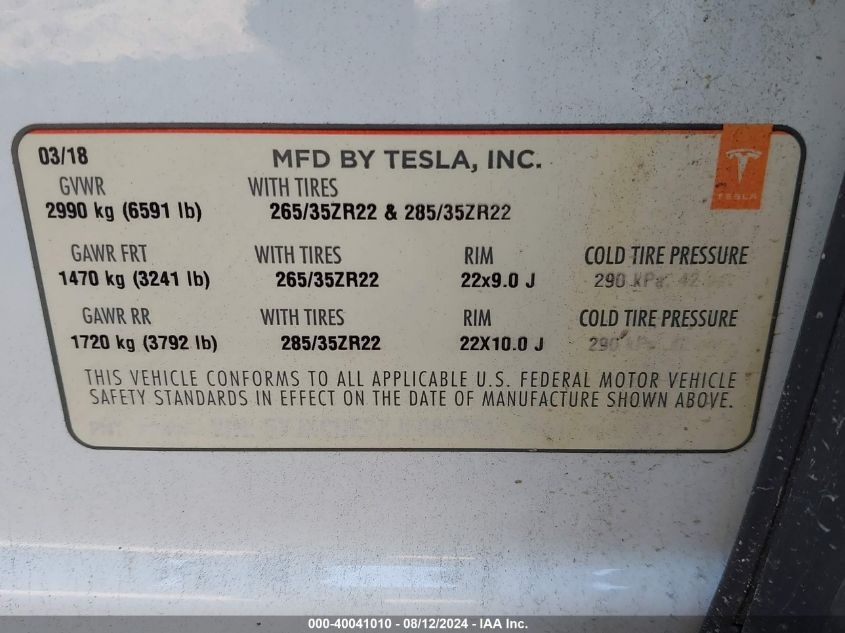 03/18 MFD BY TESLA, INC.
TESLA
GVWR WITH TIRES
2990 kg (6591 lb) 265/35ZR22 & 285/35ZR22
GAWR FRT WITH TIRES RIM COLD TIRE PRESSURE
1470 kg (3241 lb) 265/35ZR22 22x9.0 J 290 kPa 42
GAWR RR WITH TIRES RIM COLD TIRE PRESSURE
1720 kg (3792 lb) 285/35ZR22 22X10.0 J 290
THIS VEHICLE CONFORMS TO ALL APPLICABLE U.S. FEDERAL MOTOR VEHICLE
SAFETY STANDARDS IN EFFECT ON THE DATE OF MANUFACTURE SHOWN ABOVE.
000-40041010 - 08/12/2024 - IAA Inc.